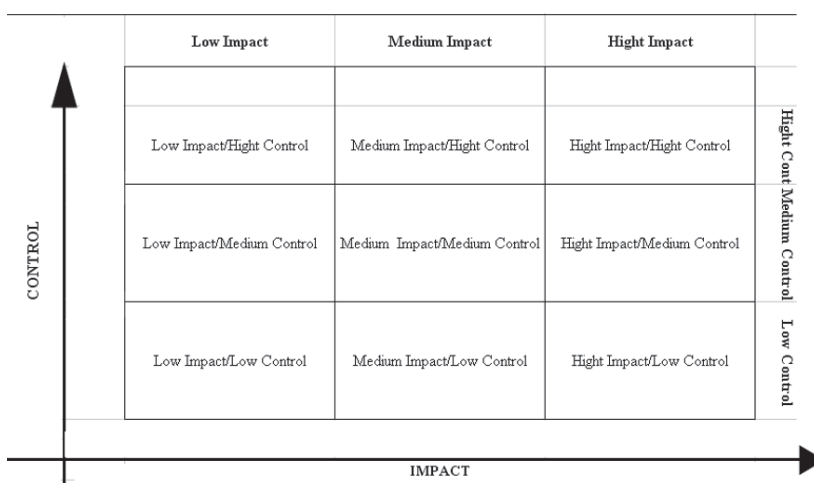 Low Impact
Medium Impact
Hight Impact
Low Impact/Hight Control
Medium Impact/Hight Control
Hight Impact/Hight Control
Hight Cont
Low Impact/Medium Control
Medium Impact/Medium Control
Hight Impact/Medium Control
Medium Control
Low Impact/Low Control
Medium Impact/Low Control
Hight Impact/Low Control
Low Control
CONTROL
IMPACT